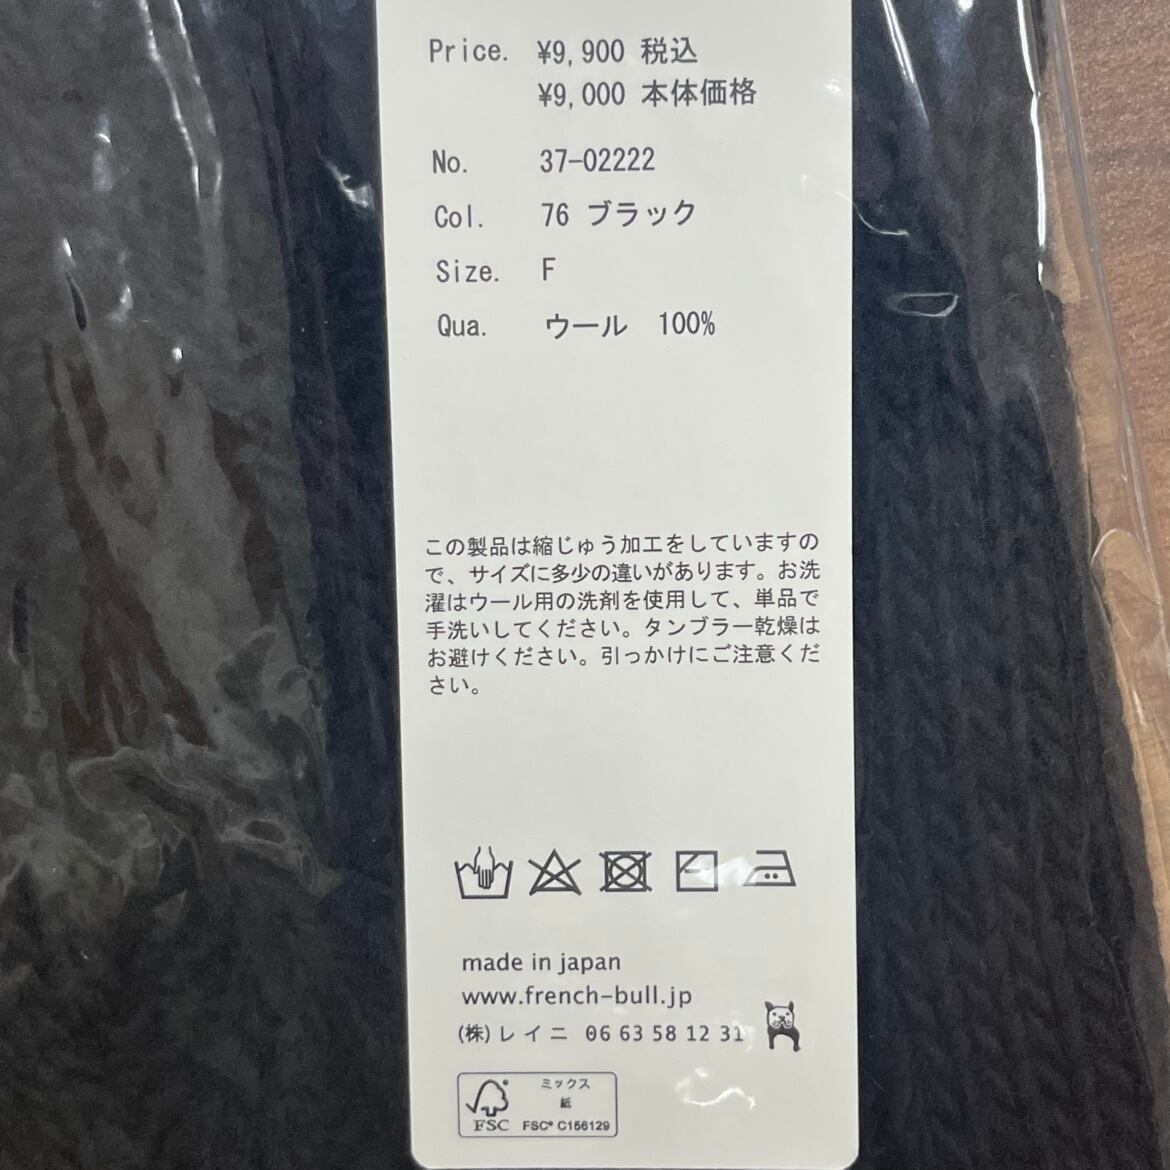 Price. ¥9,900 税込
¥9,000 本体価格
No. 37-02222
Col. 76 ブラック
Size. F
Qua. ウール 100%
この製品は縮じゅう加工をしていますの
で、サイズに多少の違いがあります。お洗
濯はウール用の洗剤を使用して、単品で
手洗いしてください。タンブラー乾燥は
お避けください。引っかけにご注意くだ
さい。
made in japan
www.french-bull.jp
(株)レイニ 06 63 58 12 31
ミックス
紙
FSC FSC® C156129